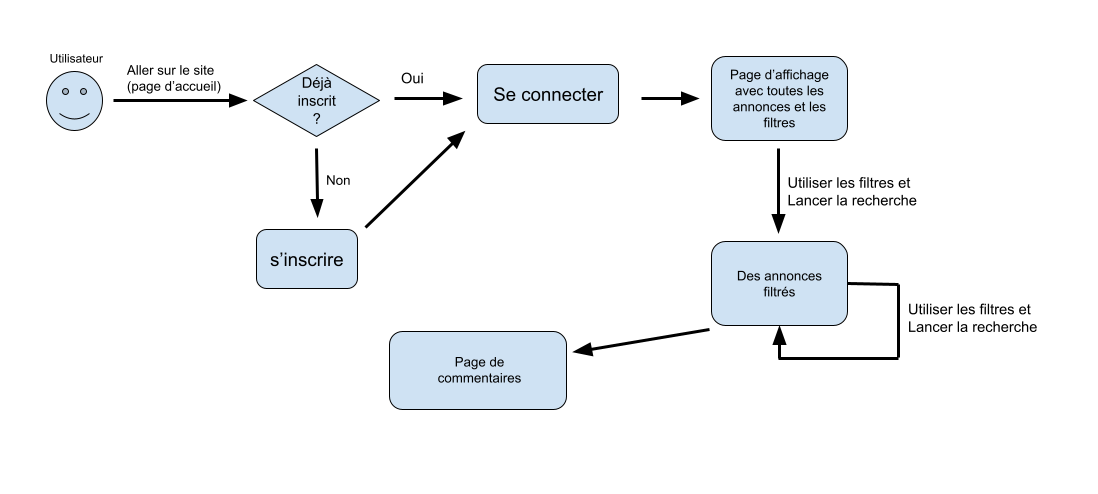 Utilisateur
Aller sur le site
(page d'accueil)
Déjà
inscrit
?
Oui
Non
s'inscrire
Se connecter
Page d'affichage
avec toutes les
annonces et les
filtres
Utiliser les filtres et
Lancer la recherche
Des annonces
filtrés
Utiliser les filtres et
Lancer la recherche
Page de
commentaires